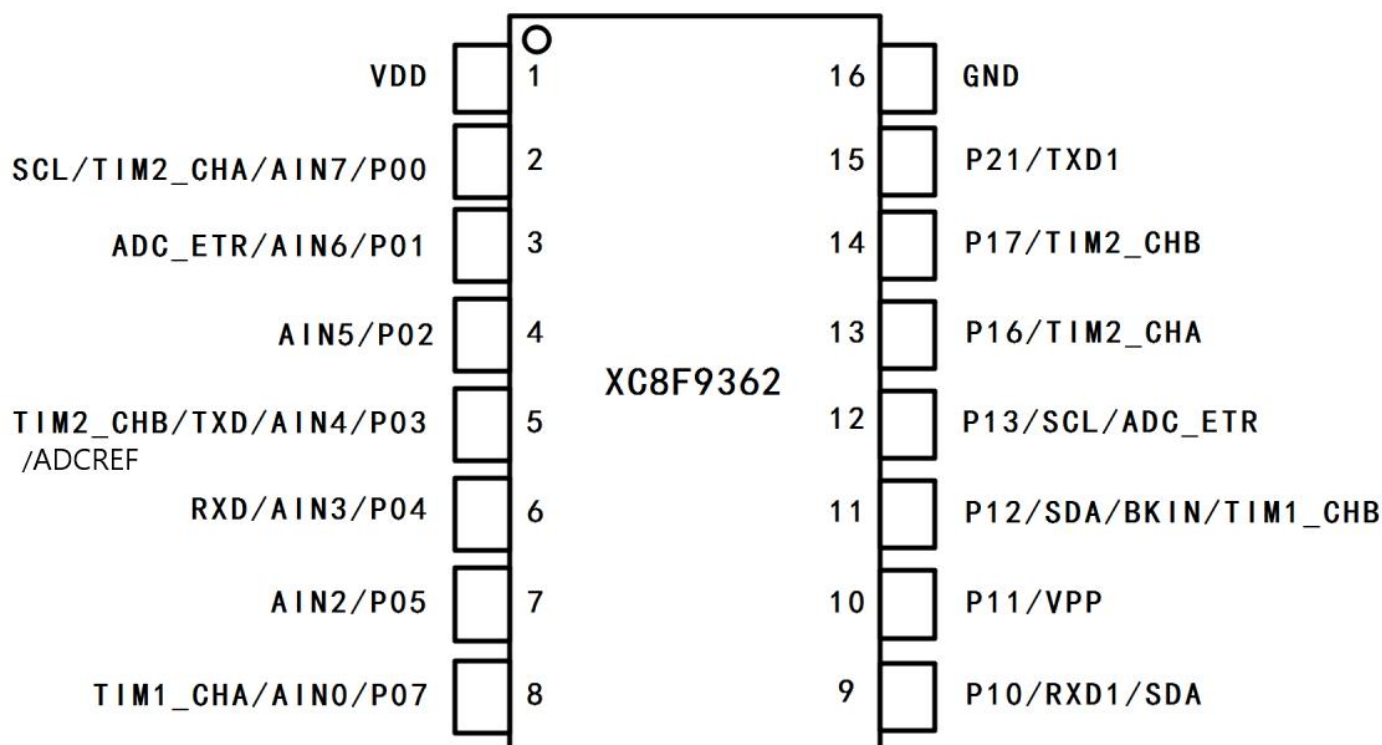 VDD 1 16 GND
SCL/TIM2_CHA/AIN7/P00 2 15 P21/TXD1
ADC_ETR/AIN6/P01 3 14 P17/TIM2_CHB
AIN5/P02 4 13 P16/TIM2_CHA
XC8F9362
TIM2_CHB/TXD/AIN4/P03 5 12 P13/SCL/ADC_ETR
/ADCREF
RXD/AIN3/P04 6 11 P12/SDA/BKIN/TIM1_CHB
AIN2/P05 7 10 P11/VPP
TIM1_CHA/AIN0/P07 8 9 P10/RXD1/SDA